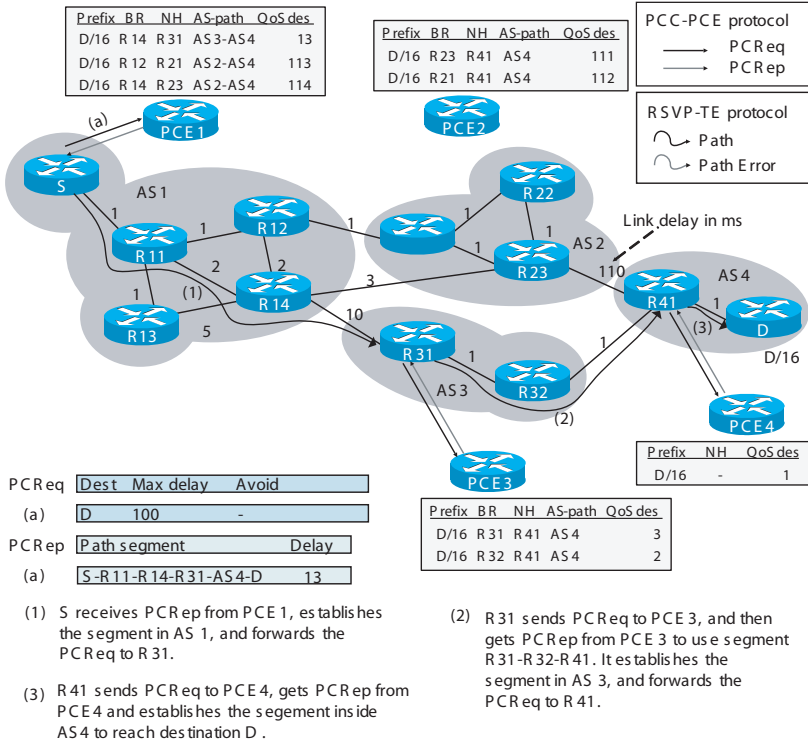 Prefix BR NH AS-path QoS des
D/16 R14 R31 AS3-AS4 13
D/16 R12 R21 AS2-AS4 113
D/16 R14 R23 AS2-AS4 114
Prefix BR NH AS-path QoS des
D/16 R23 R41 AS4 111
D/16 R21 R41 AS4 112
PCC-PCE protocol
PCReq
PCRep
RSVP-TE protocol
Path
Path Error
(a)
PCE1
PCE2
S
AS1
1
R11
1
R12
1
2
2
R14
(1)
1
R13
5
3
10
1
R22
1
1
R23
AS2
Link delay in ms
110
AS4
R41
1
(3)
D
D/16
R31
1
AS3
R32
1
(2)
PCE3
PCE4
Prefix NH QoS des
D/16 - 1
Prefix BR NH AS-path QoS des
D/16 R31 R41 AS4 3
D/16 R32 R41 AS4 2
PCReq Dest Max delay Avoid
(a) D 100 -
PCRep Path segment Delay
(a) S-R11-R14-R31-AS4-D 13
(1) S receives PCRep from PCE1, establishes
the segment in AS 1, and forwards the
PCReq to R31.
(3) R41 sends PCReq to PCE4, gets PCRep from
PCE4 and establishes the segement inside
AS4 to reach destination D .
(2) R31 sends PCReq to PCE3, and then
gets PCRep from PCE3 to use segment
R31-R32-R41. It establishes the
segment in AS 3, and forwards the
PCReq to R41.